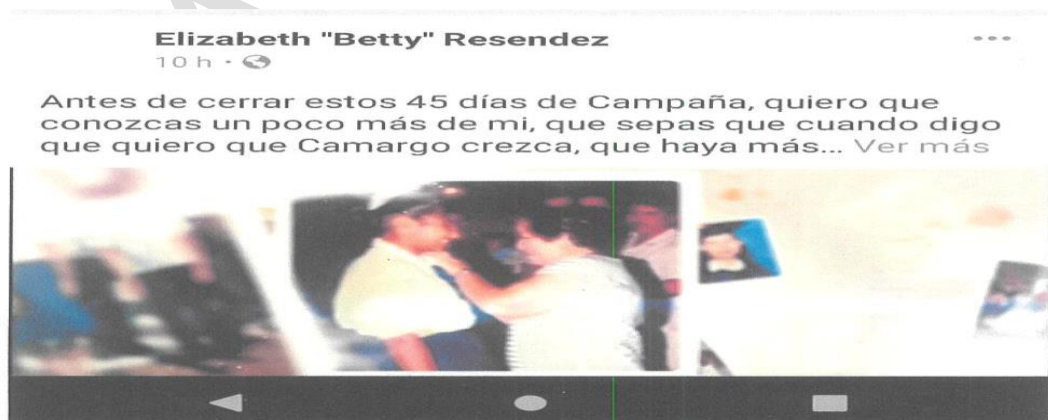 Elizabeth "Betty" Resendez
10 h ·
Antes de cerrar estos 45 días de Campaña, quiero que
conozcas un poco más de mi, que sepas que cuando digo
que quiero que Camargo crezca, que haya más... Ver más